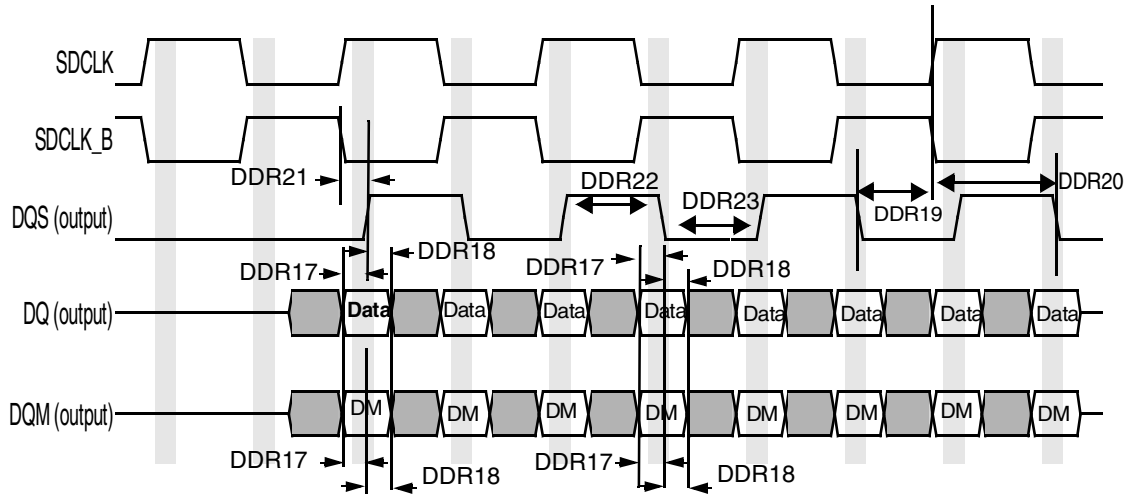 SDCLK
SDCLK_B
DDR21
DDR22
DDR20
DDR23
DDR19
DQS (output)
DDR18
DDR17
DDR17
DDR18
DQ (output)
Data
Data
Data
Data
Data
Data
Data
Data
DQM (output)
DM
DM
DM
DM
DM
DM
DM
DM
DDR17
DDR18
DDR17
DDR18